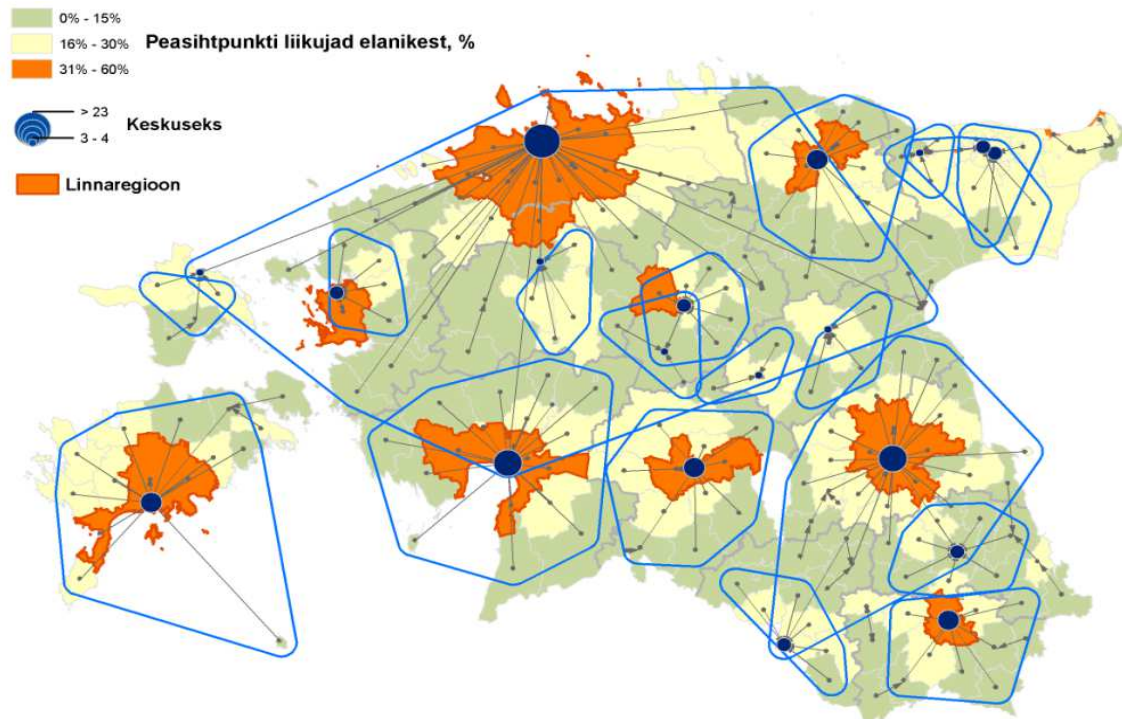 0% - 15%
16% - 30%
Peasihtpunkti liikujad elanikest, %
31% - 60%
> 23
Keskuseks
3 - 4
Linnaregioon